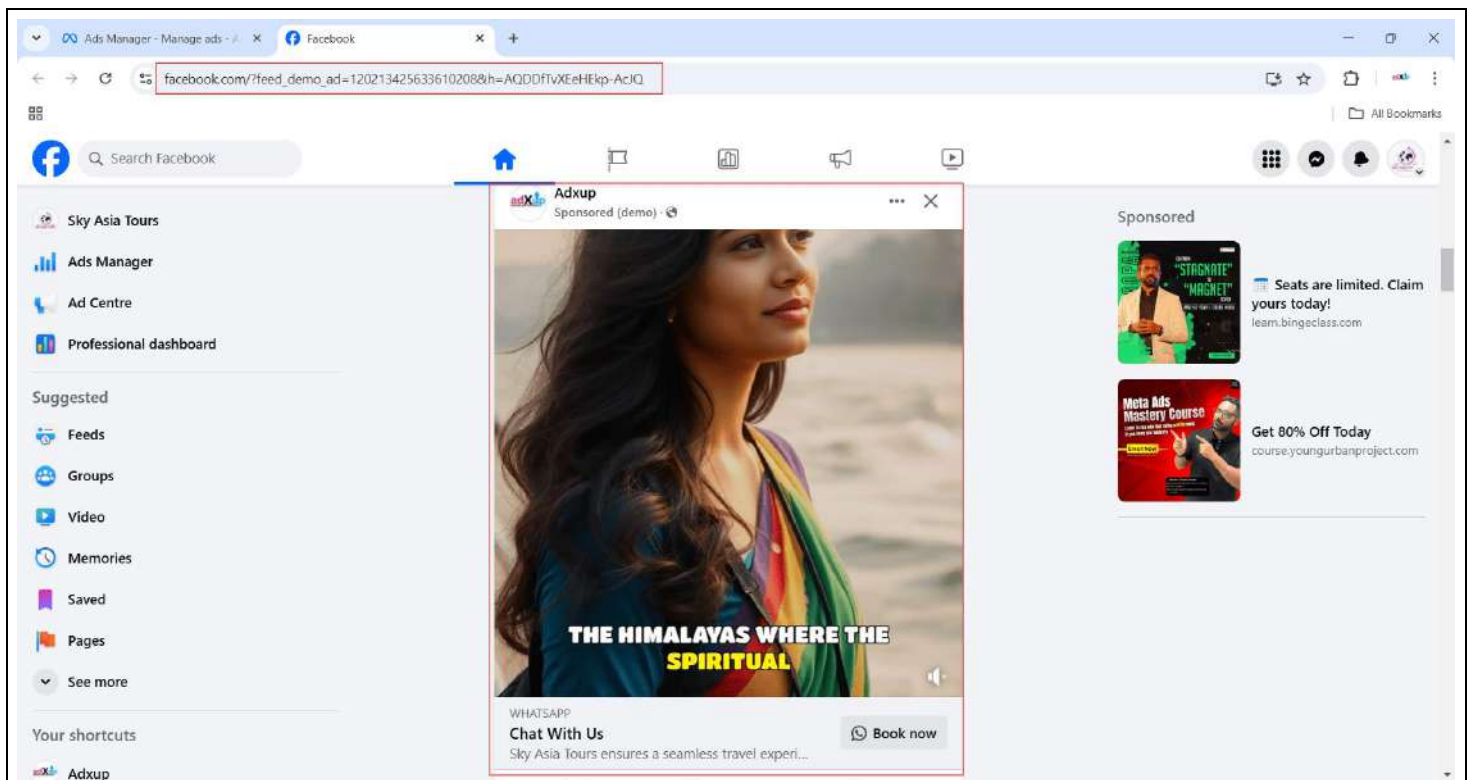 Ads Manager - Manage ads - A
Facebook
facebook.com/?feed_demo_ad=120213425633610208&h=AQDDfTvXEeHEkp-AcJQ
All Bookmarks
Search Facebook
Sky Asia Tours
Ads Manager
Ad Centre
Professional dashboard
Suggested
Feeds
Groups
Video
Memories
Saved
Pages
See more
Your shortcuts
Adxup
adXup
Adxup
Sponsored (demo)
THE HIMALAYAS WHERE THE
SPIRITUAL
WHATSAPP
Chat With Us
Sky Asia Tours ensures a seamless travel experi...
Book now
Sponsored
"STAGNATE"
"MAGNET"
Seats are limited. Claim
yours today!
learn.bingeclass.com
Meta Ads
Mastery Course
Get 80% Off Today
course.youngurbanproject.com